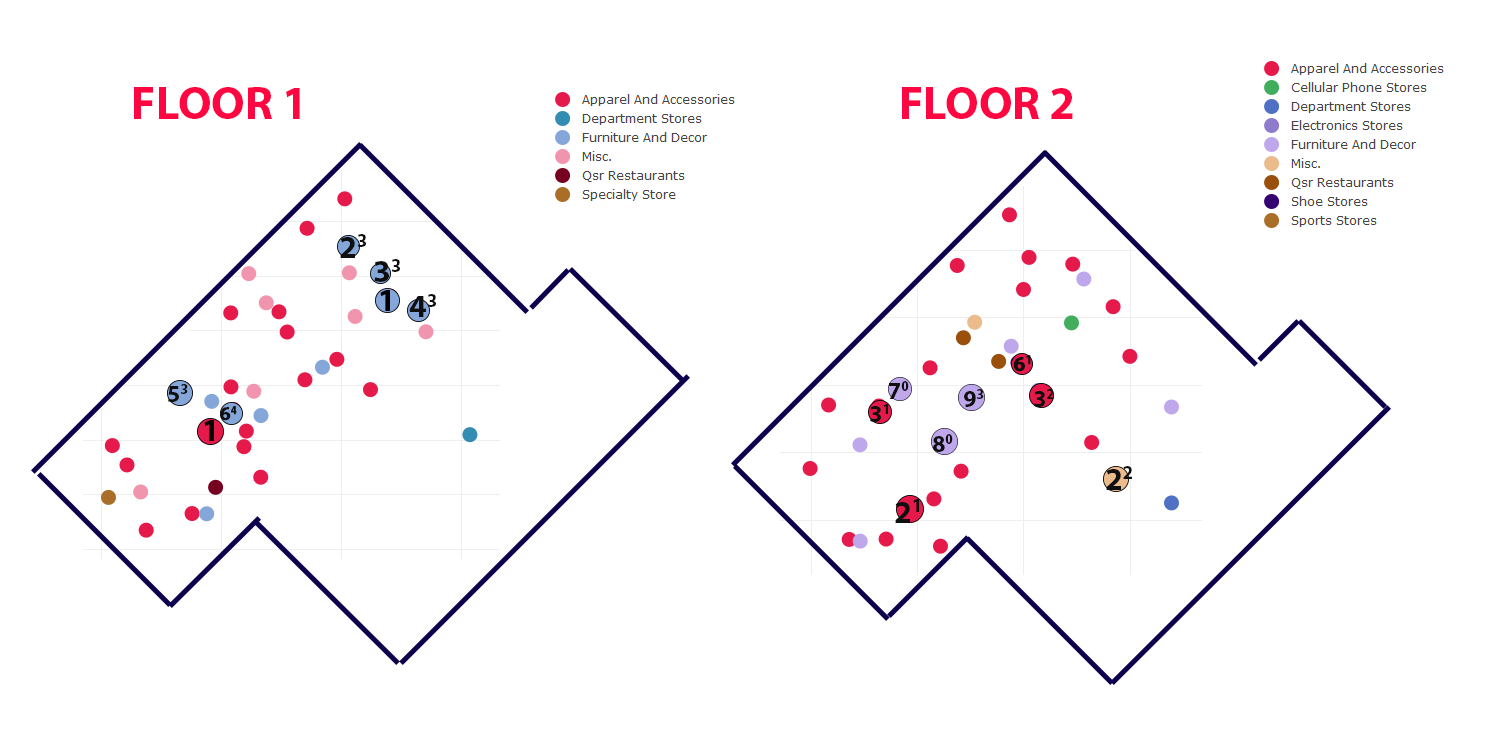 FLOOR 1
Apparel And Accessories
Department Stores
Furniture And Decor
Misc.
Qsr Restaurants
Specialty Store
2³
3³
1
4³
5³
6⁴
1
FLOOR 2
Apparel And Accessories
Cellular Phone Stores
Department Stores
Electronics Stores
Furniture And Decor
Misc.
Qsr Restaurants
Shoe Stores
Sports Stores
6¹
7⁰
9³
3²
3¹
8⁰
2²
2¹